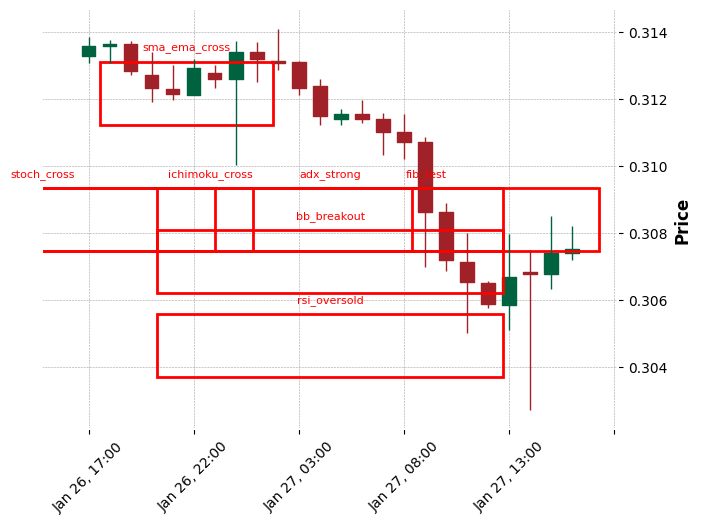 sma_ema_cross
stoch_cross
ichimoku_cross
adx_strong
fib_test
bb_breakout
rsi_oversold
0.314
0.312
0.310
0.308
0.306
0.304
Price
Jan 26, 17:00
Jan 26, 22:00
Jan 27, 03:00
Jan 27, 08:00
Jan 27, 13:00